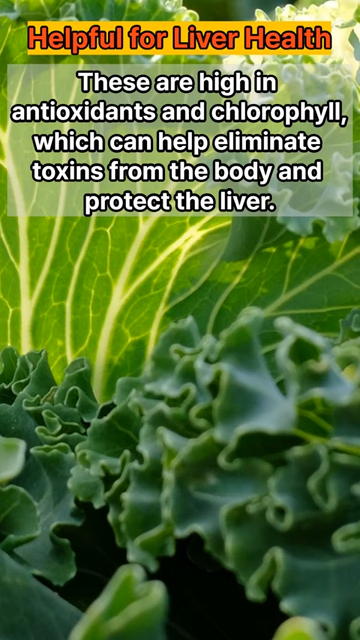 Helpful for Liver Health
These are high in
antioxidants and chlorophyll,
which can help eliminate
toxins from the body and
protect the liver.